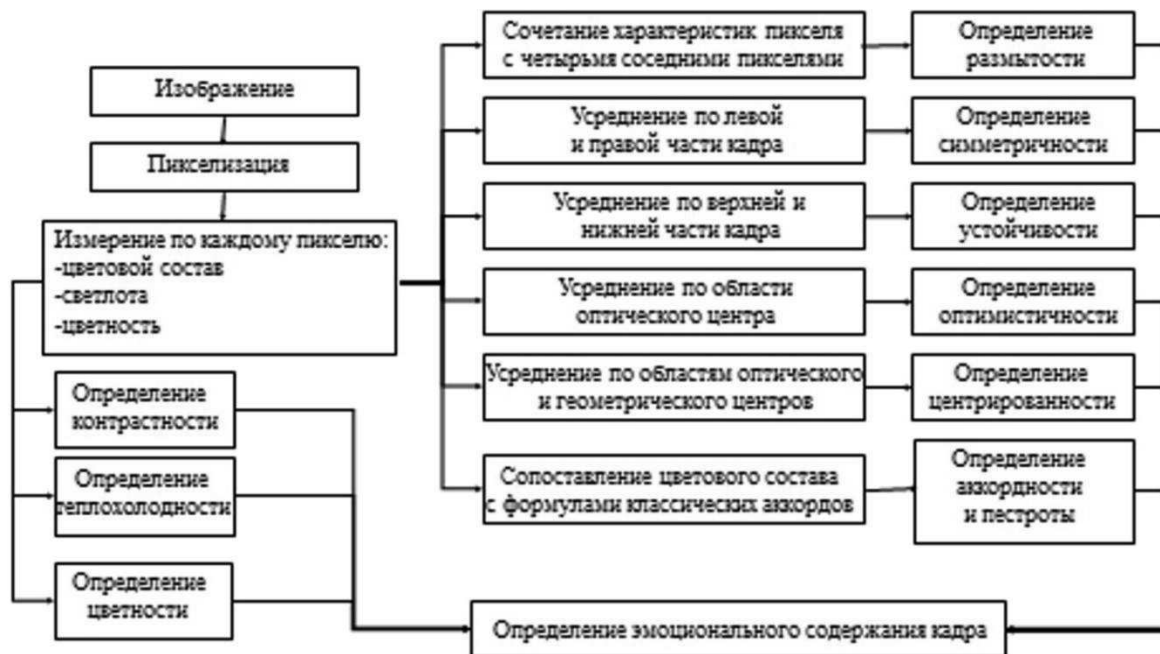 Изображение
Пикселизация
Измерение по каждому пикселю:
-цветовой состав
-светлота
-цветность
Определение
контрастности
Определение
теплохолодности
Определение
цветности
Сочетание характеристик пикселя
с четырьмя соседними пикселями
Определение
размытости
Усреднение по левой
и правой части кадра
Определение
симметричности
Усреднение по верхней и
нижней части кадра
Определение
устойчивости
Усреднение по области
оптического центра
Определение
оптимистичности
Усреднение по областям оптического
и геометрического центров
Определение
центрированности
Сопоставление цветового состава
с формулами классических аккордов
Определение
аккордности
и пестроты
Определение эмоционального содержания кадра